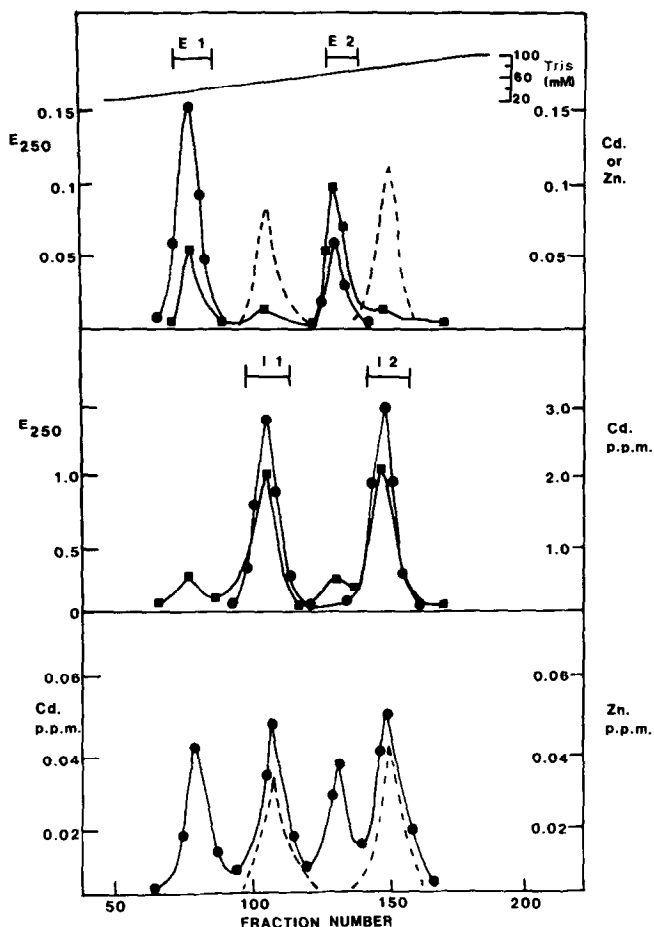 E 1
E 2
100
60
20
Tris
(mM)
E250
0.15
0.1
0.05
0.15
0.1
0.05
Cd.
or
Zn.
I 1
I 2
E250
1.0
0.5
0
3.0
2.0
1.0
Cd.
p.p.m.
Cd.
p.p.m.
0.06
0.04
0.02
0.06
0.04
0.02
Zn.
p.p.m.
50
100
150
200
FRACTION NUMBER